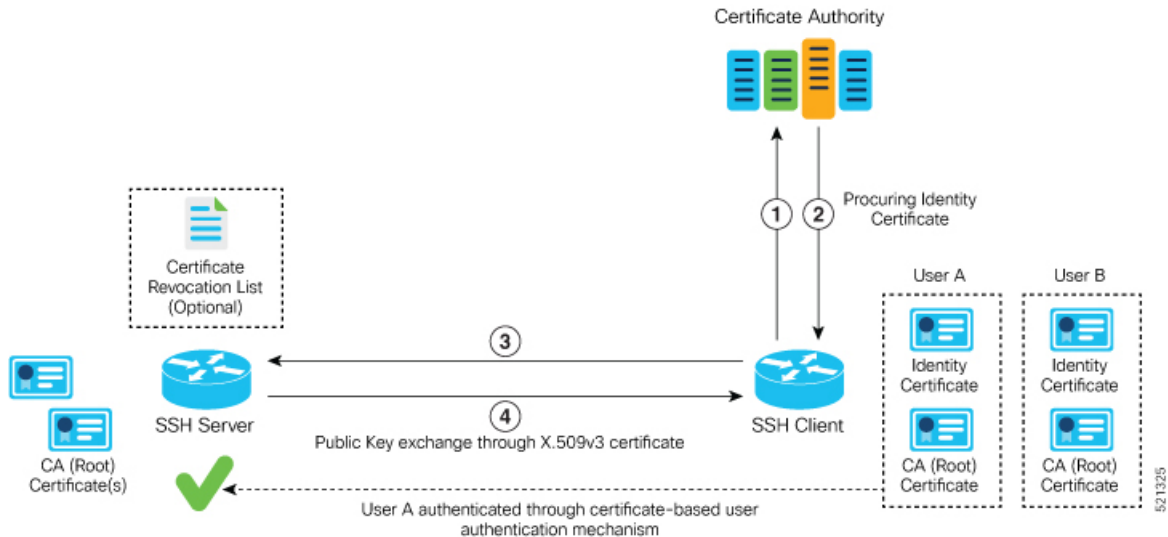 Certificate Authority
1
2
Procuring Identity
Certificate
Certificate
Revocation List
(Optional)
User A
User B
3
Identity
Certificate
Identity
Certificate
SSH Server
4
SSH Client
Public Key exchange through X.509v3 certificate
CA (Root)
Certificate(s)
CA (Root)
Certificate
CA (Root)
Certificate
User A authenticated through certificate-based user
authentication mechanism
521325